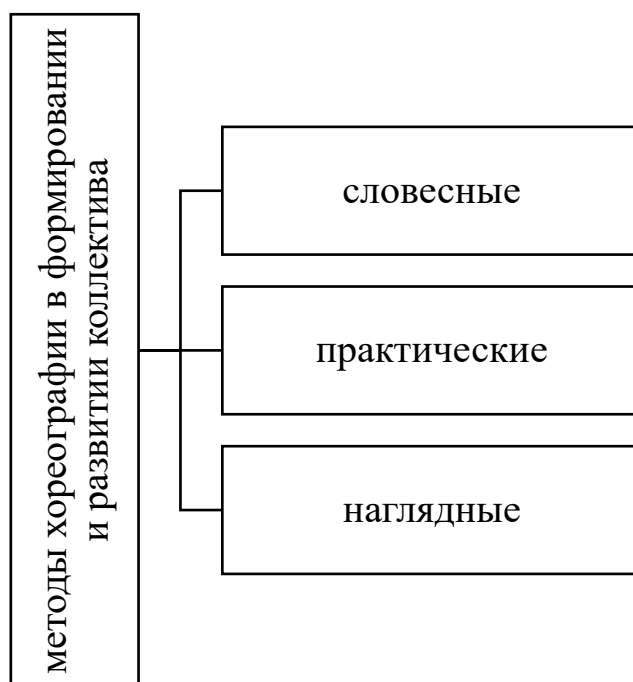 методы хореографии в формировании
и развитии коллектива
словесные
практические
наглядные